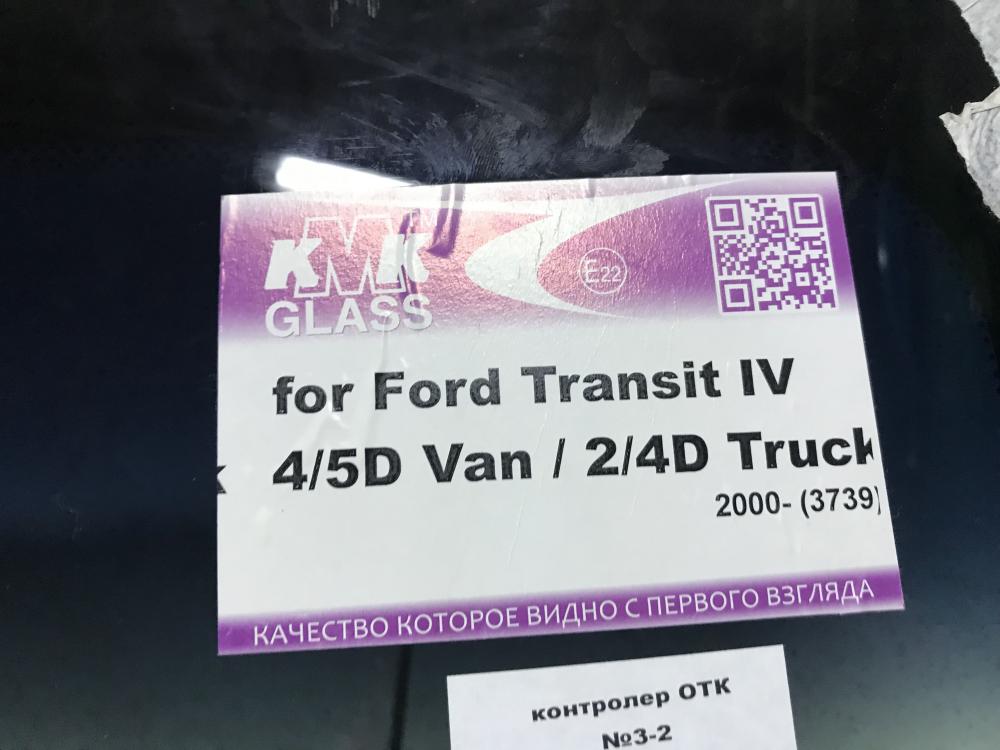 KMK
GLASS
E22
for Ford Transit IV
4/5D Van / 2/4D Truck
2000- (3739)
КАЧЕСТВО КОТОРОЕ ВИДНО С ПЕРВОГО ВЗГЛЯДА
контролер ОТК
№3-2